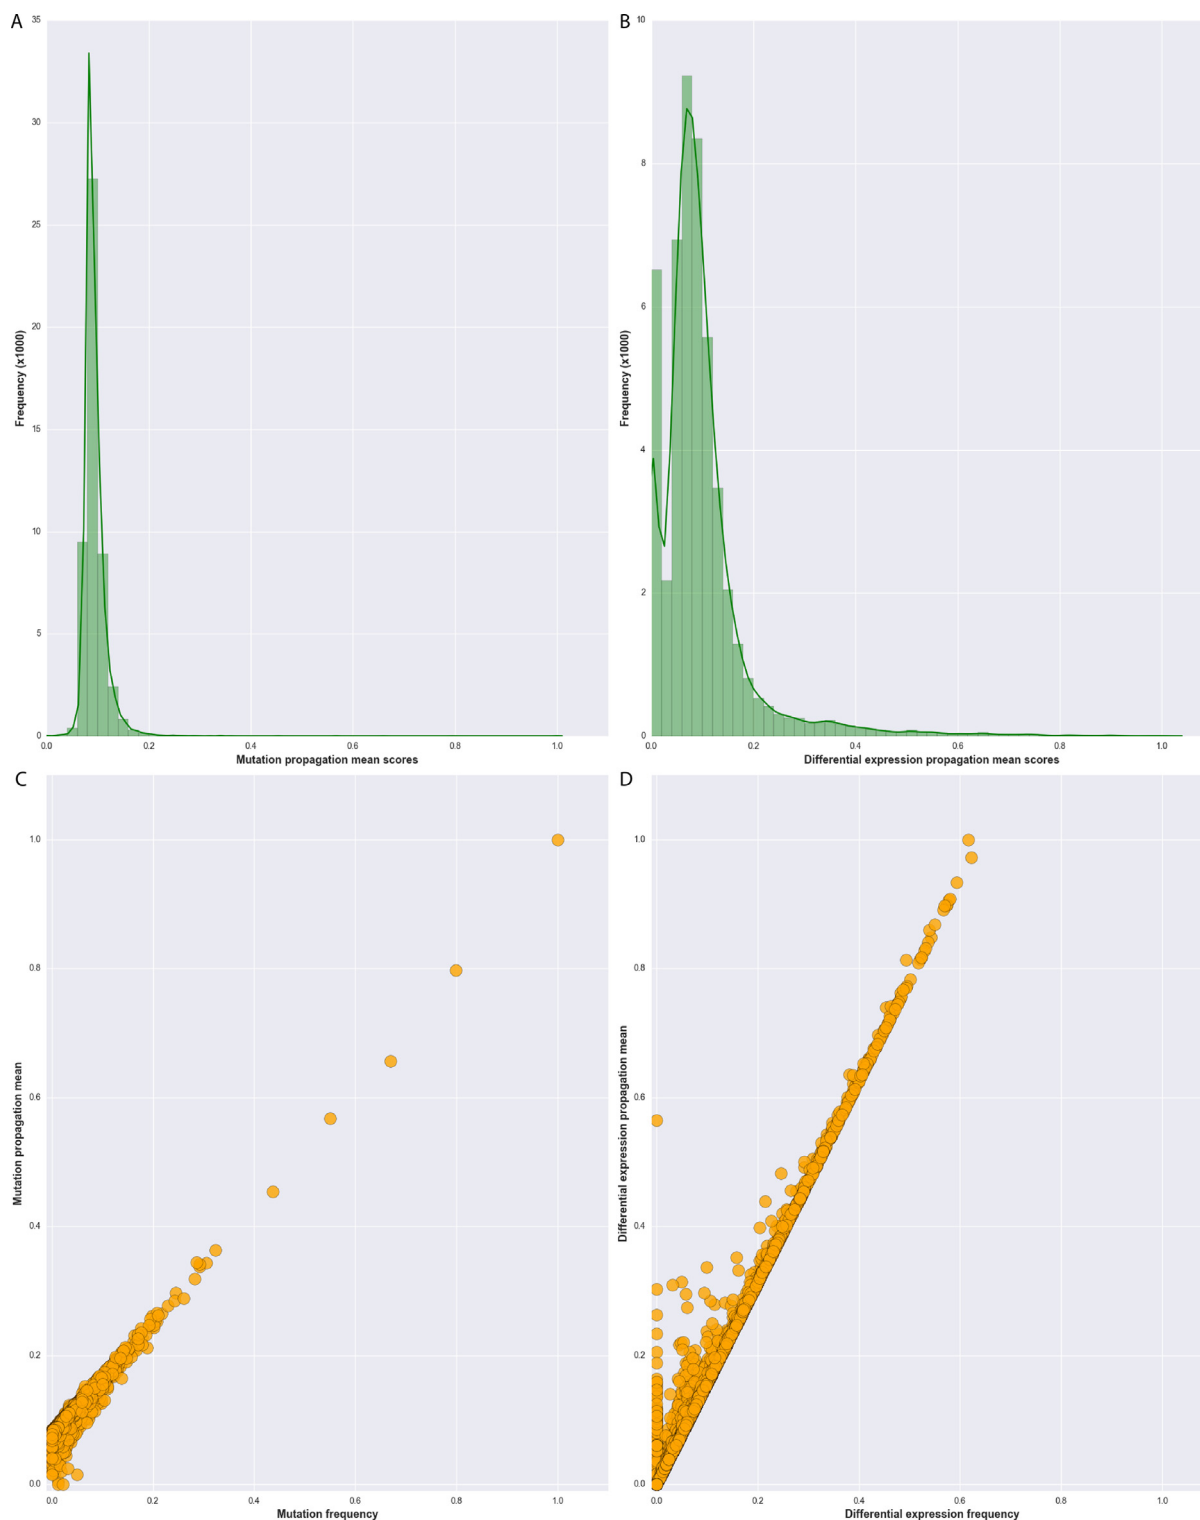 A
35
30
25
20
15
10
5
0
Frequency (x1000)
0.0 0.2 0.4 0.6 0.8 1.0
Mutation propagation mean scores
B
10
8
6
4
2
0
Frequency (x1000)
0.0 0.2 0.4 0.6 0.8 1.0
Differential expression propagation mean scores
C
1.0
0.8
0.6
0.4
0.2
0.0
Mutation propagation mean
0.0 0.2 0.4 0.6 0.8 1.0
Mutation frequency
D
1.0
0.8
0.6
0.4
0.2
0.0
Differential expression propagation mean
0.0 0.2 0.4 0.6 0.8 1.0
Differential expression frequency